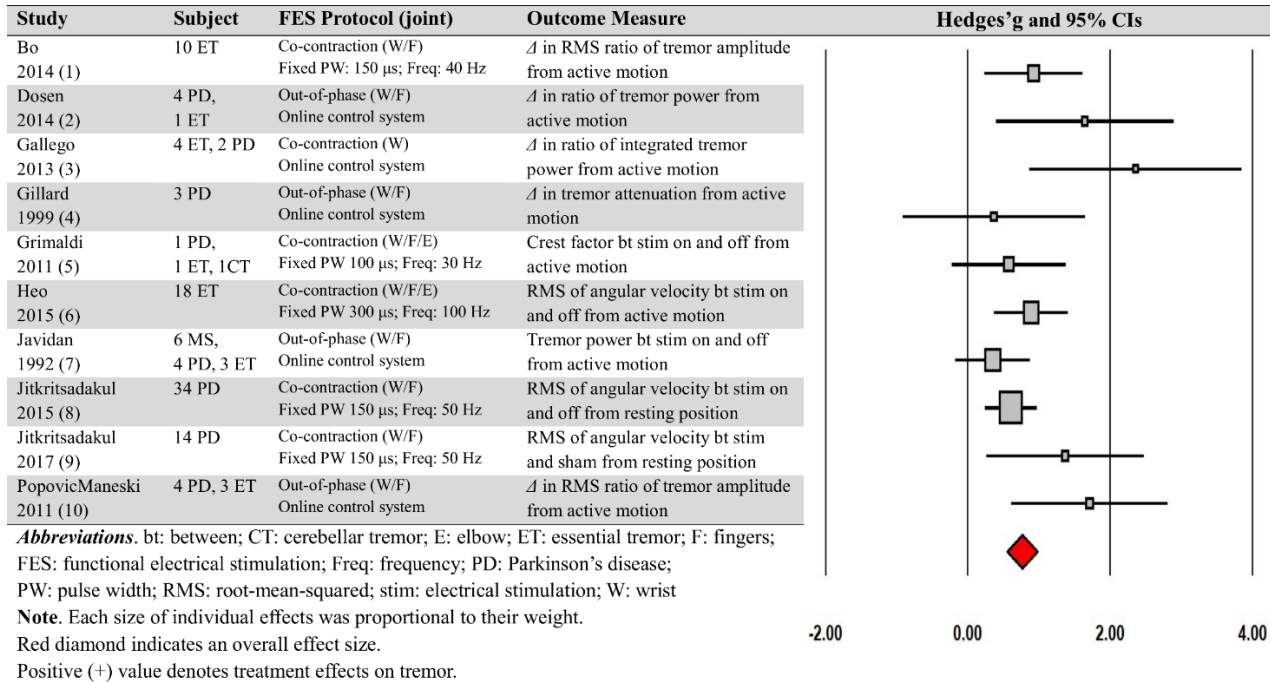 Study Subject FES Protocol (joint) Outcome Measure Hedges'g and 95% CIs
Bo 10 ET Co-contraction (W/F) Δ in RMS ratio of tremor amplitude
2014 (1) Fixed PW: 150 μs; Freq: 40 Hz from active motion
Dosen 4 PD, Out-of-phase (W/F) Δ in ratio of tremor power from
2014 (2) 1 ET Online control system active motion
Gallego 4 ET, 2 PD Co-contraction (W) Δ in ratio of integrated tremor
2013 (3) Online control system power from active motion
Gillard 3 PD Out-of-phase (W/F) Δ in tremor attenuation from active
1999 (4) Online control system motion
Grimaldi 1 PD, Co-contraction (W/F/E) Crest factor bt stim on and off from
2011 (5) 1 ET, 1CT Fixed PW 100 μs; Freq: 30 Hz active motion
Heo 18 ET Co-contraction (W/F/E) RMS of angular velocity bt stim on
2015 (6) Fixed PW 300 μs; Freq: 100 Hz and off from active motion
Javidan 6 MS, Out-of-phase (W/F) Tremor power bt stim on and off
1992 (7) 4 PD, 3 ET Online control system from active motion
Jitkritsadakul 34 PD Co-contraction (W/F) RMS of angular velocity bt stim on
2015 (8) Fixed PW 150 μs; Freq: 50 Hz and off from resting position
Jitkritsadakul 14 PD Co-contraction (W/F) RMS of angular velocity bt stim
2017 (9) Fixed PW 150 μs; Freq: 50 Hz and sham from resting position
PopovicManeski 4 PD, 3 ET Out-of-phase (W/F) Δ in RMS ratio of tremor amplitude
2011 (10) Online control system from active motion
Abbreviations. bt: between; CT: cerebellar tremor; E: elbow; ET: essential tremor; F: fingers;
FES: functional electrical stimulation; Freq: frequency; PD: Parkinson's disease;
PW: pulse width; RMS: root-mean-squared; stim: electrical stimulation; W: wrist
Note. Each size of individual effects was proportional to their weight.
Red diamond indicates an overall effect size.
Positive (+) value denotes treatment effects on tremor.
-2.00 0.00 2.00 4.00